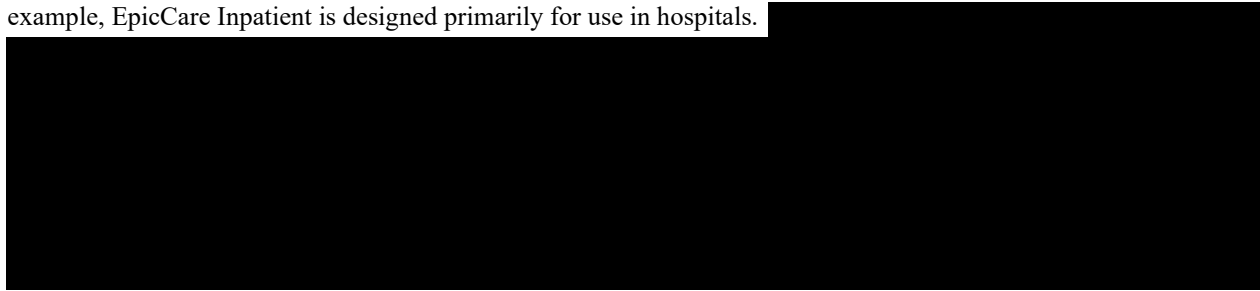 example, EpicCare Inpatient is designed primarily for use in hospitals.